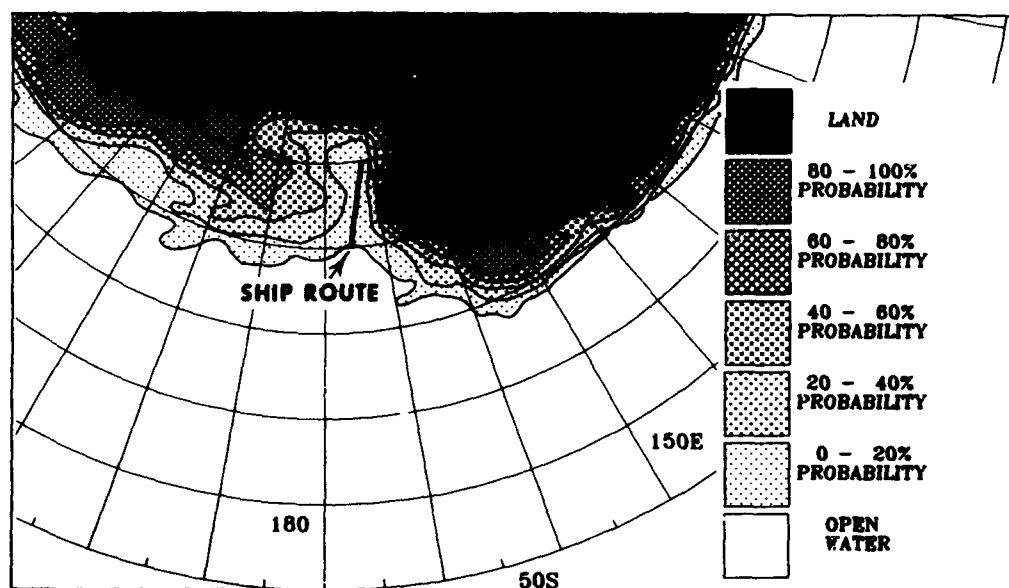 LAND
80 - 100%
PROBABILITY
60 - 80%
PROBABILITY
40 - 60%
PROBABILITY
20 - 40%
PROBABILITY
0 - 20%
PROBABILITY
OPEN
WATER
SHIP ROUTE
150E
180
50S